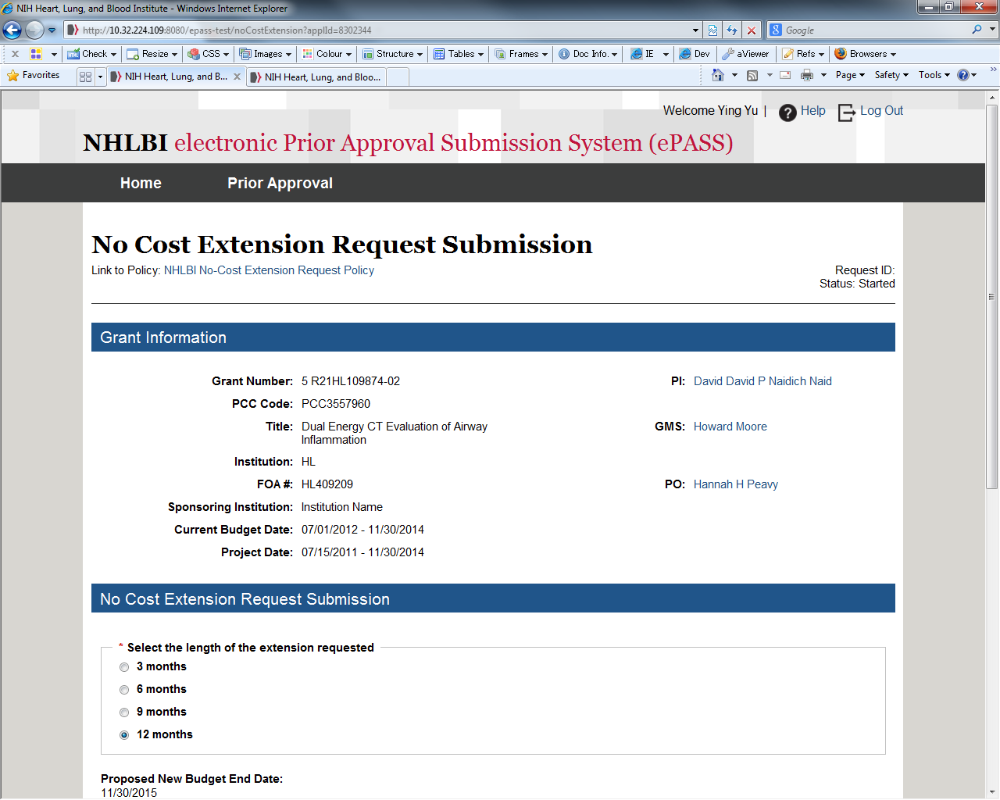 NIH Heart, Lung, and Blood Institute - Windows Internet Explorer
http://10.32.224.109:8080/epass-test/noCostExtension?applId=8302344
Google
Check Resize CSS Images Colour Structure Tables Frames Doc Info. IE Dev aViewer Refs Browsers
Favorites NIH Heart, Lung, and B... NIH Heart, Lung, and Bloo... Page Safety Tools
Welcome Ying Yu | Help Log Out
NHLBI electronic Prior Approval Submission System (ePASS)
Home Prior Approval
No Cost Extension Request Submission
Link to Policy: NHLBI No-Cost Extension Request Policy
Request ID:
Status: Started
Grant Information
Grant Number: 5 R21HL109874-02 PI: David David P Naidich Naid
PCC Code: PCC3557960
Title: Dual Energy CT Evaluation of Airway GMS: Howard Moore
Inflammation
Institution: HL
FOA #: HL409209 PO: Hannah H Peavy
Sponsoring Institution: Institution Name
Current Budget Date: 07/01/2012 - 11/30/2014
Project Date: 07/15/2011 - 11/30/2014
No Cost Extension Request Submission
* Select the length of the extension requested
3 months
6 months
9 months
12 months
Proposed New Budget End Date:
11/30/2015